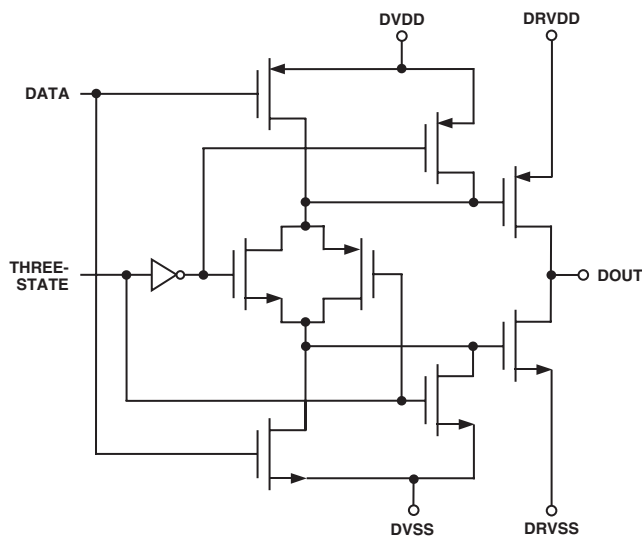 DVDD
DRVDD
DATA
THREE-
STATE
DOUT
DVSS
DRVSS